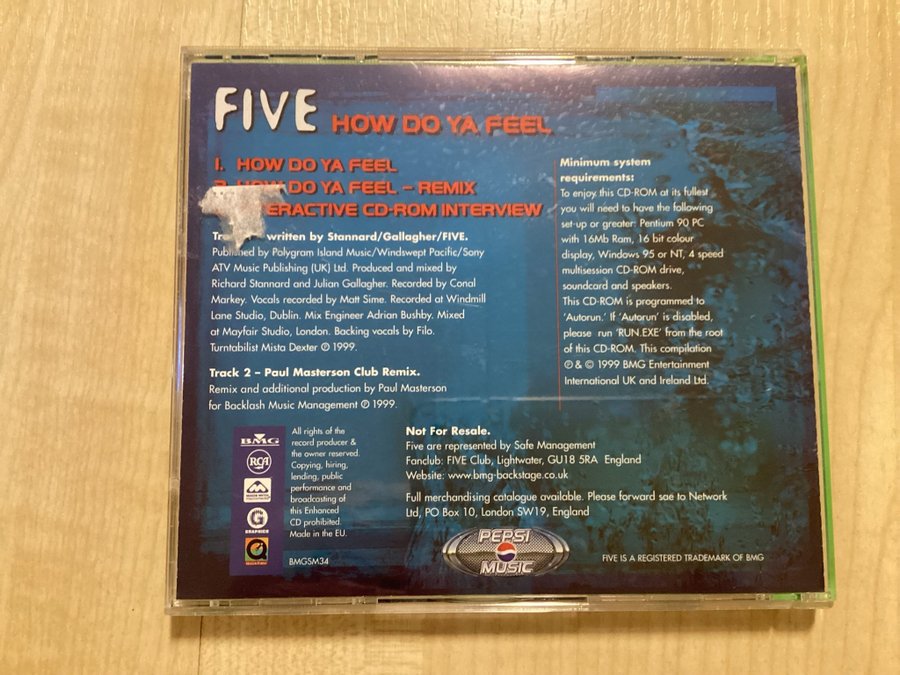 FIVE HOW DO YA FEEL
1. HOW DO YA FEEL
HOW DO YA FEEL – REMIX
ERACTIVE CD-ROM INTERVIEW
written by Stannard/Gallagher/FIVE.
Published by Polygram Island Music/Windswept Pacific/Sony
ATV Music Publishing (UK) Ltd. Produced and mixed by
Richard Stannard and Julian Gallagher. Recorded by Conal
Markey. Vocals recorded by Matt Sime. Recorded at Windmill
Lane Studio, Dublin. Mix Engineer Adrian Bushby. Mixed
at Mayfair Studio, London. Backing vocals by Filo.
Turntabilist Mista Dexter ℗ 1999.
Track 2 – Paul Masterson Club Remix.
Remix and additional production by Paul Masterson
for Backlash Music Management ℗ 1999.
Minimum system
requirements:
To enjoy this CD-ROM at its fullest
you will need to have the following
set-up or greater: Pentium 90 PC
with 16Mb Ram, 16 bit colour
display, Windows 95 or NT, 4 speed
multisession CD-ROM drive,
soundcard and speakers.
This CD-ROM is programmed to
'Autorun.' If 'Autorun' is disabled,
please run 'RUN.EXE' from the root
of this CD-ROM. This compilation
℗ & © 1999 BMG Entertainment
International UK and Ireland Ltd.
BMG
RCA
GRAPHICS
All rights of the
record producer &
the owner reserved.
Copying, hiring,
lending, public
performance and
broadcasting of
this Enhanced
CD prohibited.
Made in the EU.
BMGSM34
Not For Resale.
Five are represented by Safe Management
Fanclub: FIVE Club, Lightwater, GU18 5RA England
Website: www.bmg-backstage.co.uk
Full merchandising catalogue available. Please forward sae to Network
Ltd, PO Box 10, London SW19, England
PEPSI
MUSIC
FIVE IS A REGISTERED TRADEMARK OF BMG